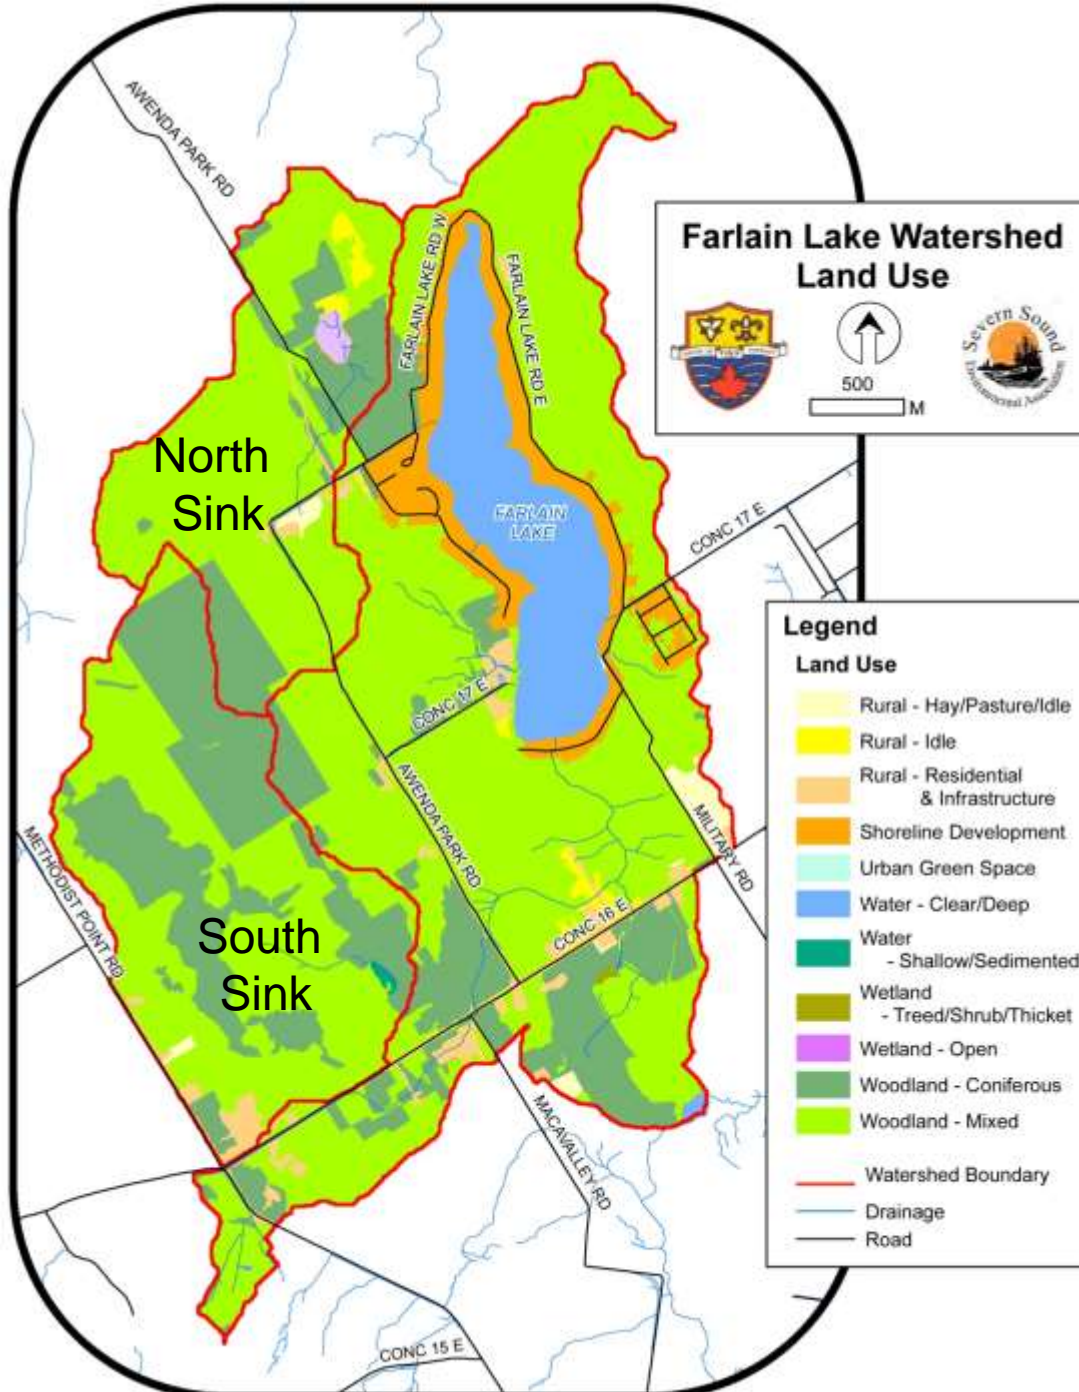 Farlain Lake Watershed
Land Use
500
M
Severn Sound
Environmental Association
AWENDA PARK RD
FARLAIN LAKE RD W
FARLAIN LAKE RD E
North
Sink
FARLAIN
LAKE
CONC 17 E
CONC 17 E
AWENDA PARK RD
MILITARY RD
METHODIST POINT RD
South
Sink
CONC 16 E
MACAVALLEY RD
CONC 15 E
Legend
Land Use
Rural - Hay/Pasture/Idle
Rural - Idle
Rural - Residential
& Infrastructure
Shoreline Development
Urban Green Space
Water - Clear/Deep
Water
- Shallow/Sedimented
Wetland
- Treed/Shrub/Thicket
Wetland - Open
Woodland - Coniferous
Woodland - Mixed
Watershed Boundary
Drainage
Road